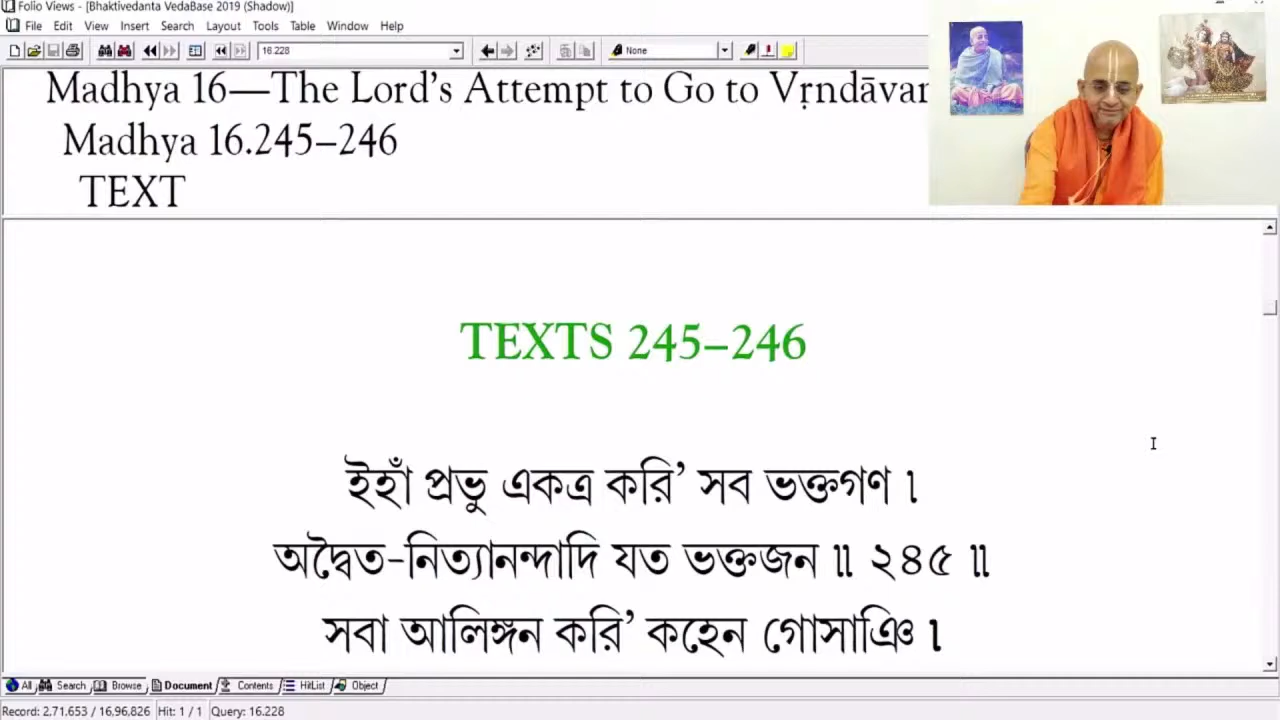 Folio Views - [Bhaktivedanta VedaBase 2019 (Shadow)]
File Edit View Insert Search Layout Tools Table Window Help
16.228 None
Madhya 16—The Lord's Attempt to Go to Vṛndāvan
Madhya 16.245–246
TEXT
TEXTS 245–246
ইহাঁ প্রভু একত্র করি’ সব ভক্তগণ ।
অদ্বৈত-নিত্যানন্দাদি যত ভক্তজন ॥ ২৪৫ ॥
সবা আলিঙ্গন করি’ কহেন গোসাঞি ।
All Search Browse Document Contents HitList Object
Record: 2,71,653 / 16,96,826 Hit: 1 / 1 Query: 16.228